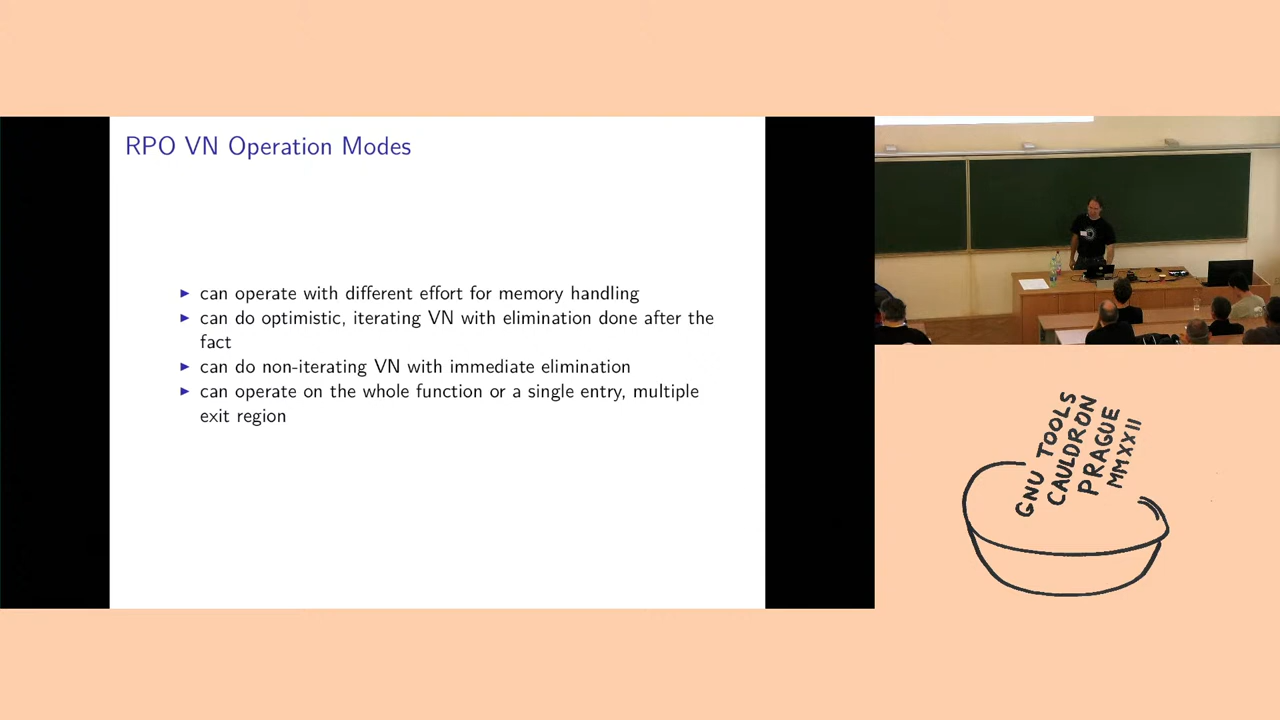 RPO VN Operation Modes
▶ can operate with different effort for memory handling
▶ can do optimistic, iterating VN with elimination done after the
fact
▶ can do non-iterating VN with immediate elimination
▶ can operate on the whole function or a single entry, multiple
exit region
GNU TOOLS
CAULDRON
PRAGUE
MMXXII